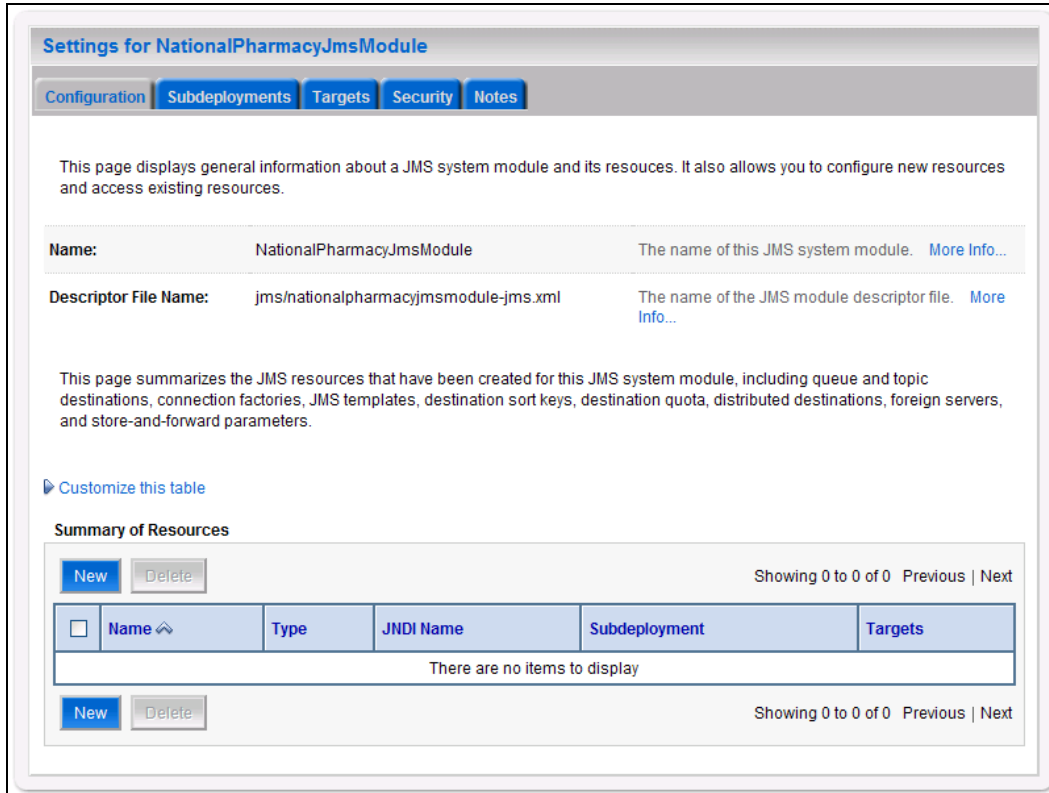 Settings for NationalPharmacyJmsModule
Configuration Subdeployments Targets Security Notes
This page displays general information about a JMS system module and its resouces. It also allows you to configure new resources
and access existing resources.
Name: NationalPharmacyJmsModule The name of this JMS system module. More Info...
Descriptor File Name: jms/nationalpharmacyjmsmodule-jms.xml The name of the JMS module descriptor file. More
Info...
This page summarizes the JMS resources that have been created for this JMS system module, including queue and topic
destinations, connection factories, JMS templates, destination sort keys, destination quota, distributed destinations, foreign servers,
and store-and-forward parameters.
Customize this table
Summary of Resources
New Delete Showing 0 to 0 of 0 Previous | Next
Name Type JNDI Name Subdeployment Targets
There are no items to display
New Delete Showing 0 to 0 of 0 Previous | Next